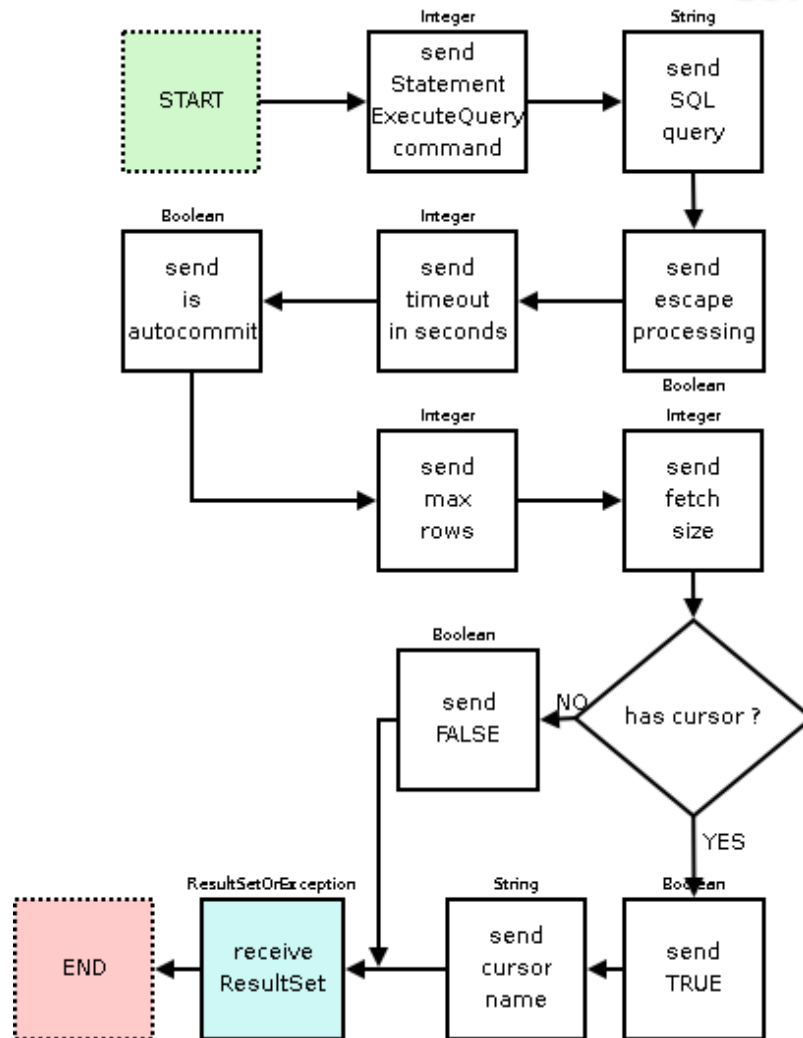 Integer
String
START
send
Statement
ExecuteQuery
command
send
SQL
query
Boolean
Integer
send
is
autocommit
send
timeout
in seconds
send
escape
processing
Boolean
Integer
Integer
send
max
rows
send
fetch
size
Boolean
send
FALSE
NO
has cursor ?
YES
ResultSetOrException
String
Boolean
END
receive
ResultSet
send
cursor
name
send
TRUE